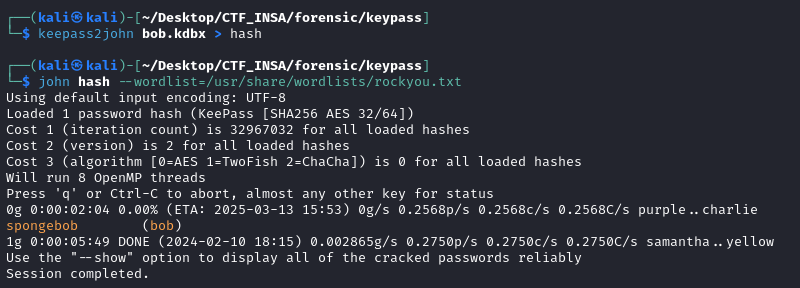 ┌──(kali㉿kali)-[~/Desktop/CTF_INSA/forensic/keypass]
└─$ keepass2john bob.kdbx > hash
┌──(kali㉿kali)-[~/Desktop/CTF_INSA/forensic/keypass]
└─$ john hash --wordlist=/usr/share/wordlists/rockyou.txt
Using default input encoding: UTF-8
Loaded 1 password hash (KeePass [SHA256 AES 32/64])
Cost 1 (iteration count) is 32967032 for all loaded hashes
Cost 2 (version) is 2 for all loaded hashes
Cost 3 (algorithm [0=AES 1=TwoFish 2=ChaCha]) is 0 for all loaded hashes
Will run 8 OpenMP threads
Press 'q' or Ctrl-C to abort, almost any other key for status
0g 0:00:02:04 0.00% (ETA: 2025-03-13 15:53) 0g/s 0.2568p/s 0.2568c/s 0.2568C/s purple..charlie
spongebob        (bob)
1g 0:00:05:49 DONE (2024-02-10 18:15) 0.002865g/s 0.2750p/s 0.2750c/s 0.2750C/s samantha..yellow
Use the "--show" option to display all of the cracked passwords reliably
Session completed.